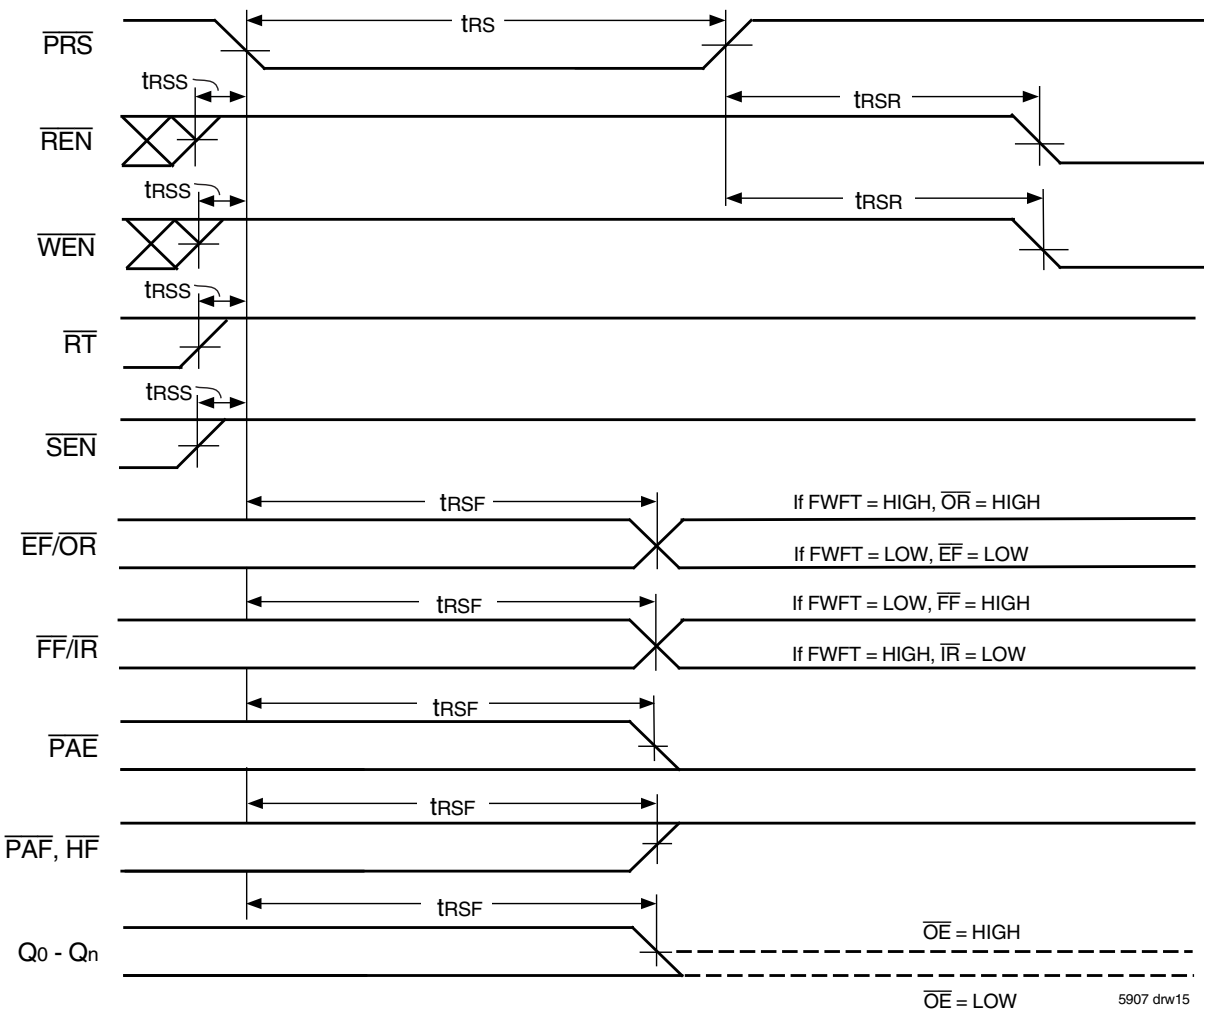 tRS
PRS
tRSS
tRSR
REN
tRSS
tRSR
WEN
tRSS
RT
tRSS
SEN
tRSF
If FWFT = HIGH, OR = HIGH
EF/OR
If FWFT = LOW, EF = LOW
tRSF
If FWFT = LOW, FF = HIGH
FF/IR
If FWFT = HIGH, IR = LOW
tRSF
PAE
tRSF
PAF, HF
tRSF
OE = HIGH
Q0 - Qn
OE = LOW
5907 drw15